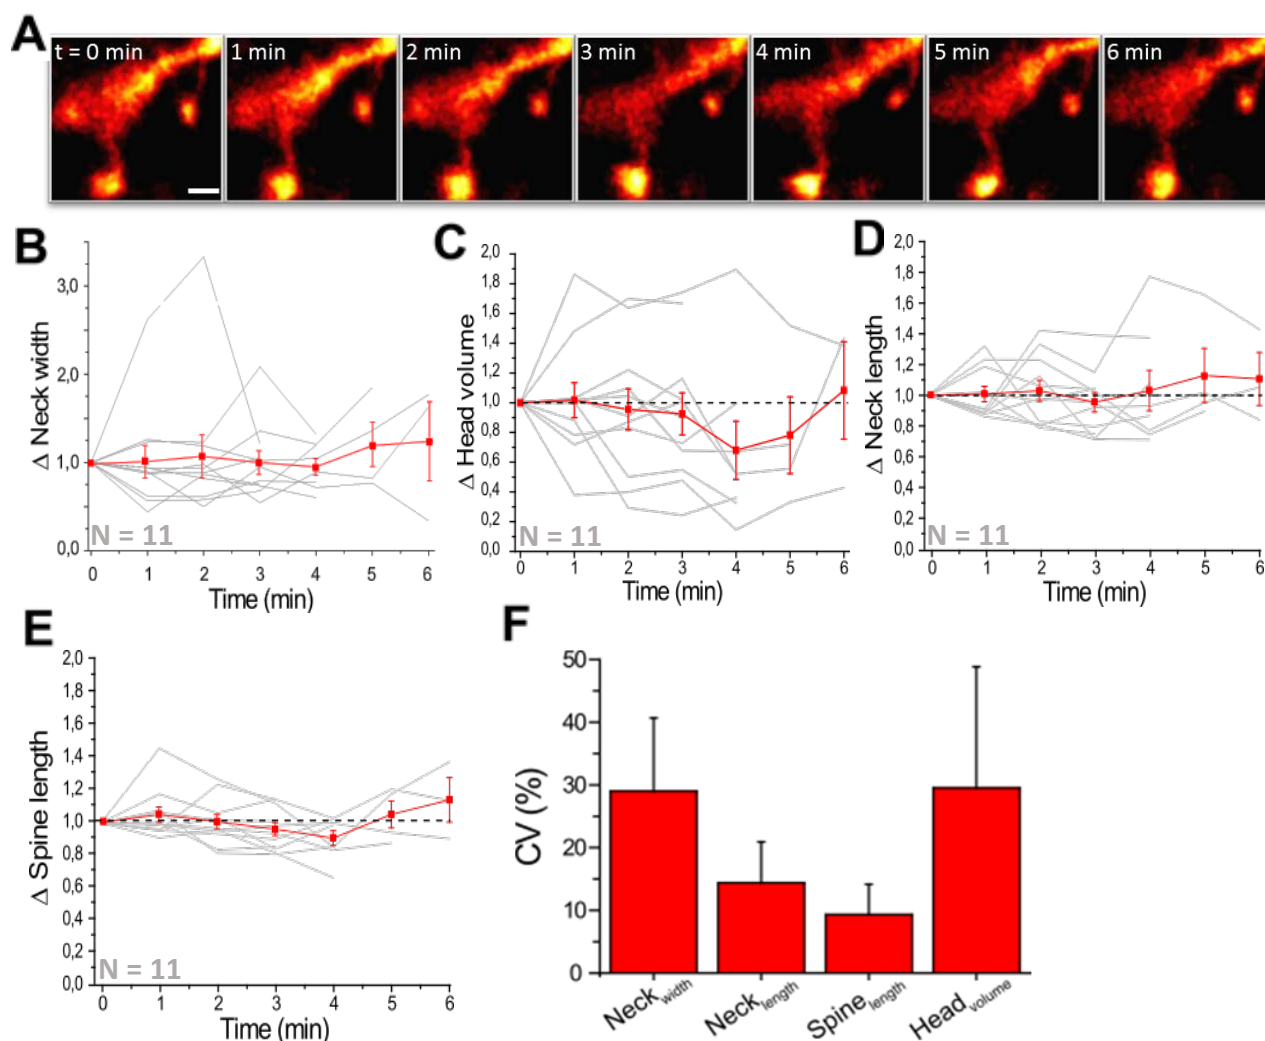 A
t = 0 min
1 min
2 min
3 min
4 min
5 min
6 min
B
Δ Neck width
3,0
2,0
1,0
0,0
N = 11
0 1 2 3 4 5 6
Time (min)
C
Δ Head volume
2,0
1,8
1,6
1,4
1,2
1,0
0,8
0,6
0,4
0,2
0,0
N = 11
0 1 2 3 4 5 6
Time (min)
D
Δ Neck length
2,0
1,8
1,6
1,4
1,2
1,0
0,8
0,6
0,4
0,2
0,0
N = 11
0 1 2 3 4 5 6
Time (min)
E
Δ Spine length
2,0
1,8
1,6
1,4
1,2
1,0
0,8
0,6
0,4
0,2
0,0
N = 11
0 1 2 3 4 5 6
Time (min)
F
CV (%)
50
40
30
20
10
0
Neck width
Neck length
Spine length
Head volume